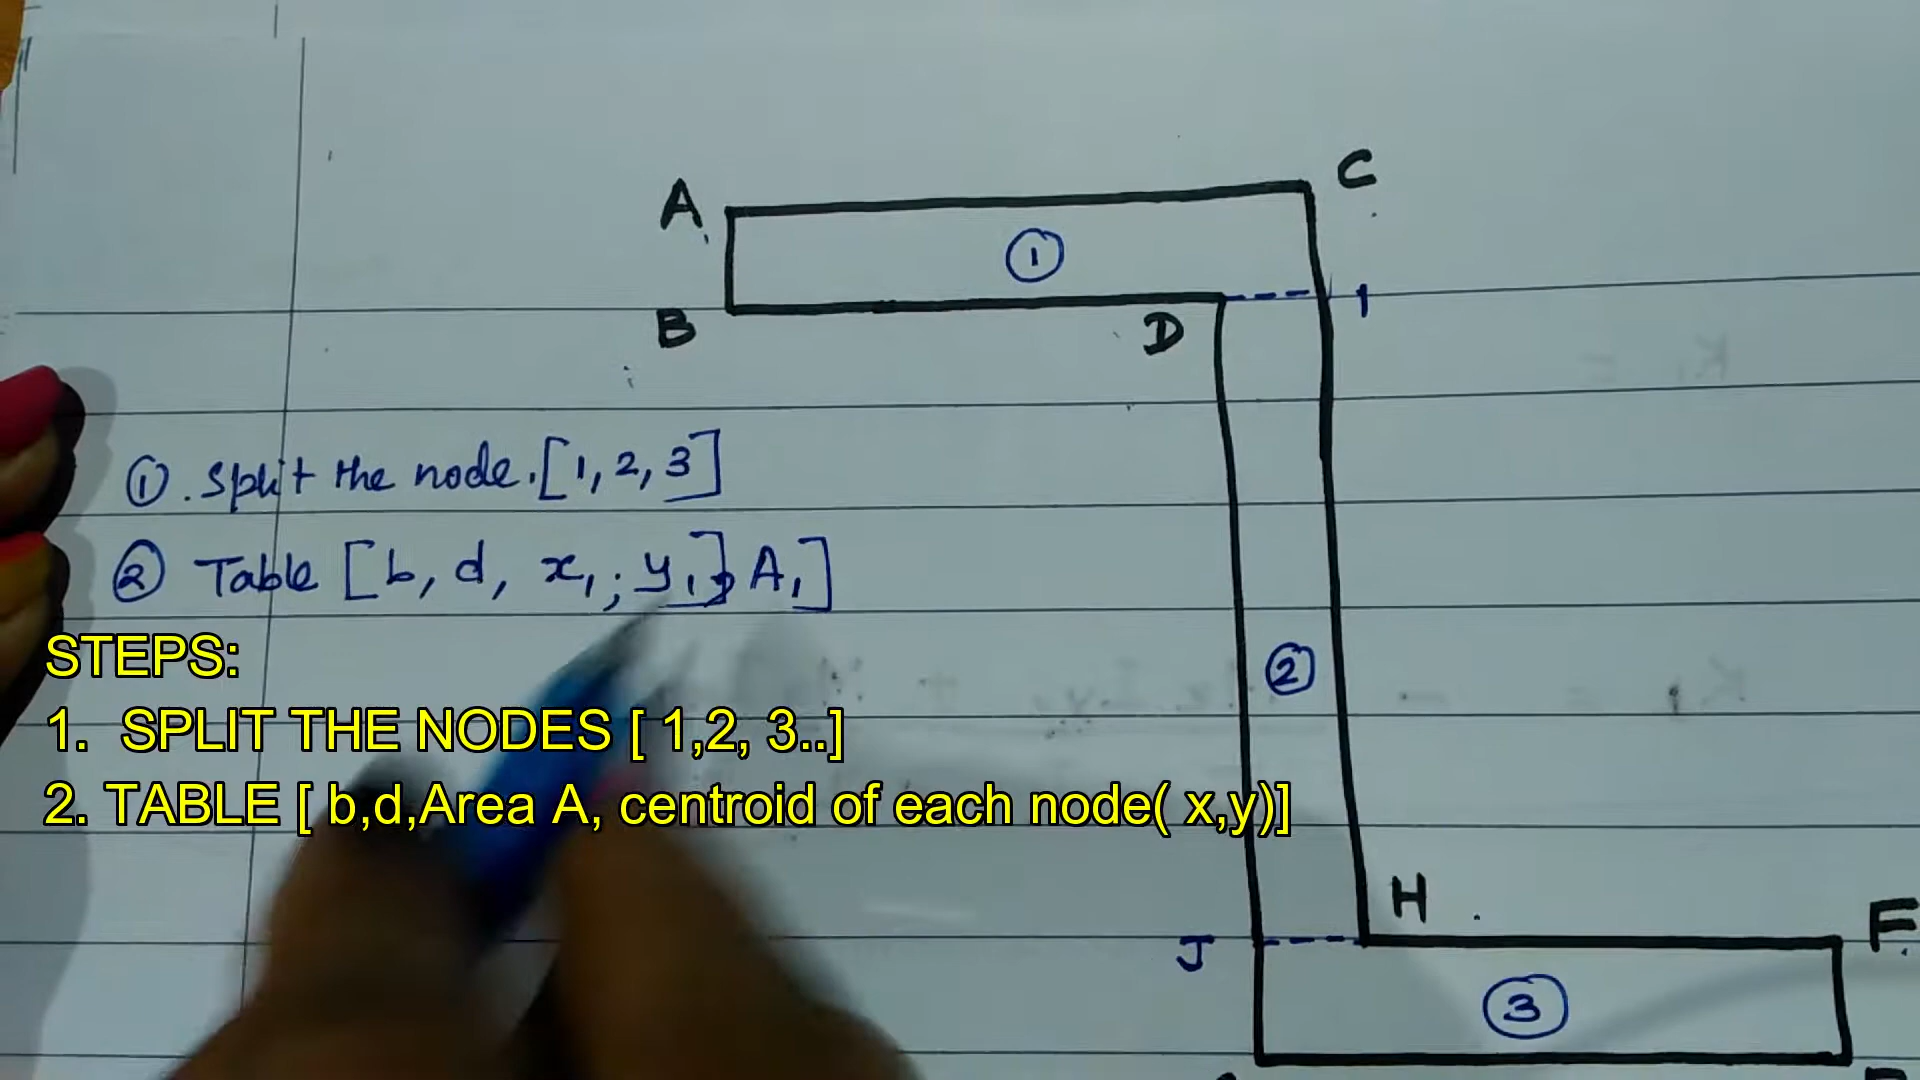 C
A
1
I
B
D
1 . Split the node. [1, 2, 3]
2 Table [b, d, x1; y1], A1]
STEPS:
2
1. SPLIT THE NODES [ 1,2, 3..]
2. TABLE [ b,d,Area A, centroid of each node( x,y)]
H
F
J
3